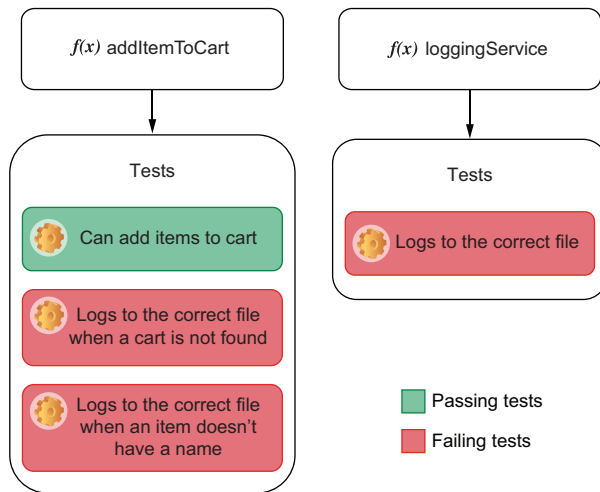 f(x) addItemToCart
Tests
Can add items to cart
Logs to the correct file
when a cart is not found
Logs to the correct file
when an item doesn’t
have a name
f(x) loggingService
Tests
Logs to the correct file
Passing tests
Failing tests